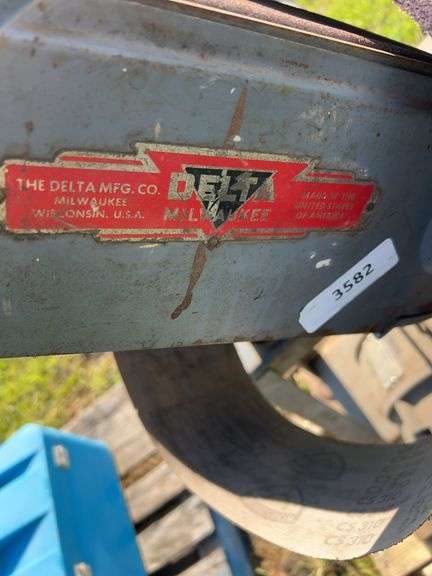 THE DELTA MFG. CO.
MILWAUKEE
WISCONSIN. U.S.A.
DELTA
MILWAUKEE
MADE IN THE
UNITED STATES
OF AMERICA
3582